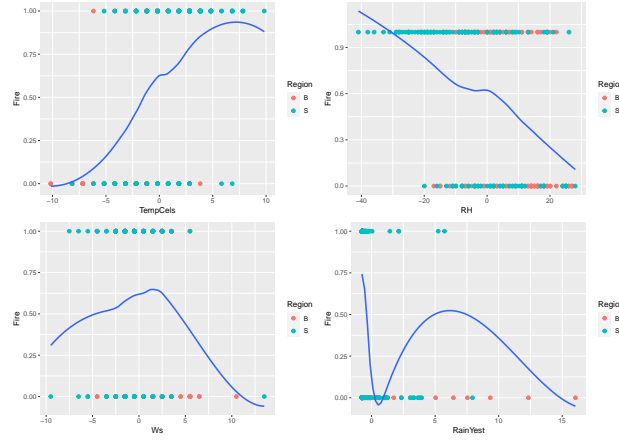 1.00
0.75
0.50
0.25
0.00
Fire
-10 -5 0 5 10
TempCels
Region
B
S
0.9
0.6
0.3
0.0
Fire
-40 -20 0 20
RH
Region
B
S
1.00
0.75
0.50
0.25
0.00
Fire
-10 -5 0 5 10
Ws
Region
B
S
1.00
0.75
0.50
0.25
0.00
Fire
0 5 10 15
RainYest
Region
B
S